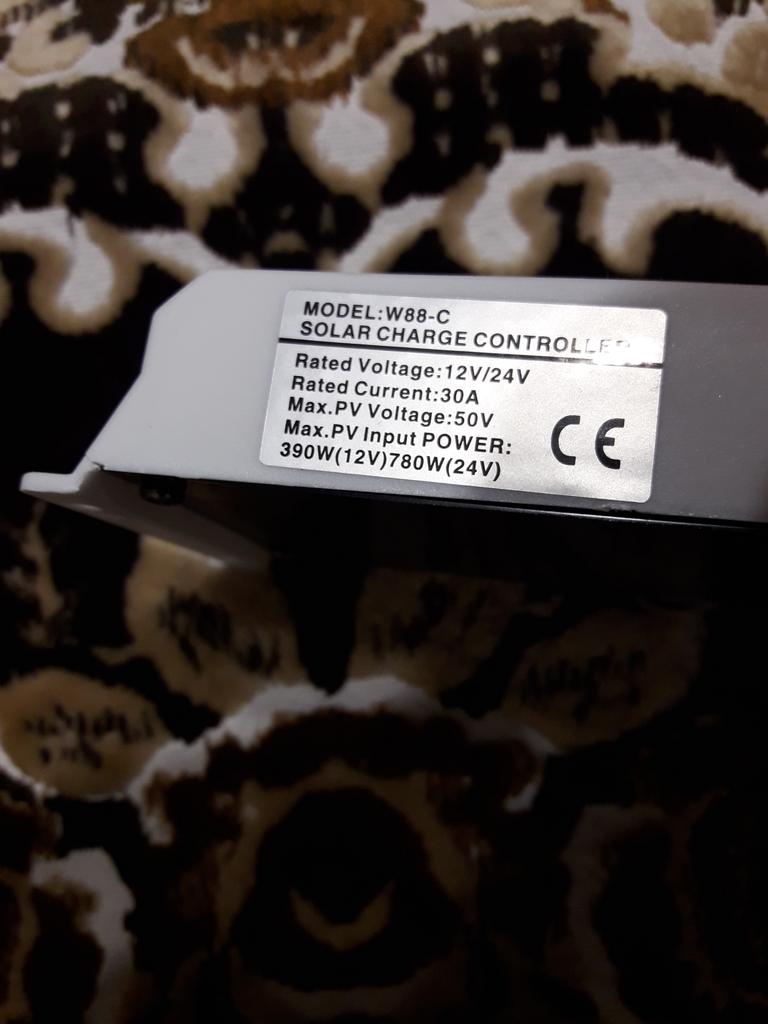 MODEL:W88-C
SOLAR CHARGE CONTROLLER
Rated Voltage:12V/24V
Rated Current:30A
Max.PV Voltage:50V
Max.PV Input POWER:
390W(12V)780W(24V)
CE